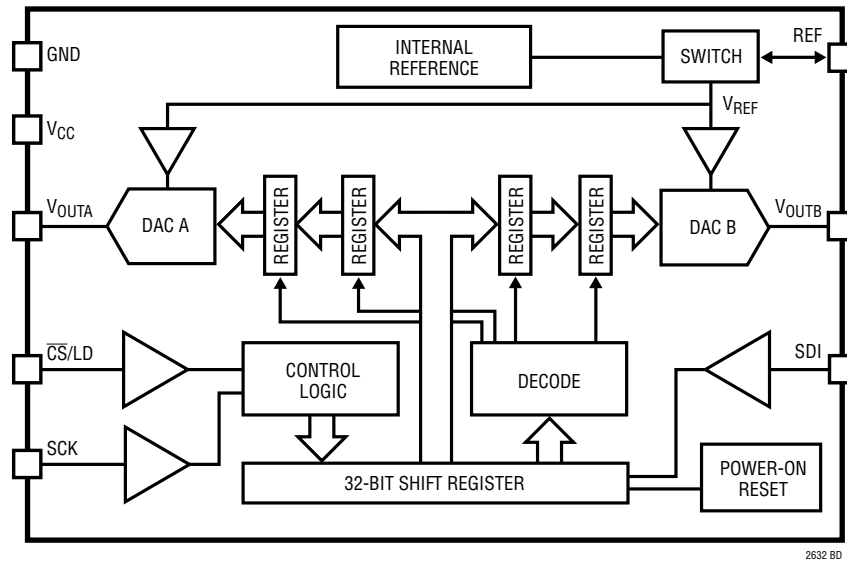 GND
INTERNAL
REFERENCE
SWITCH
REF
VCC
VREF
VOUTA
DAC A
REGISTER
REGISTER
REGISTER
REGISTER
DAC B
VOUTB
C̅S̅/LD
CONTROL
LOGIC
DECODE
SDI
SCK
32-BIT SHIFT REGISTER
POWER-ON
RESET
2632 BD